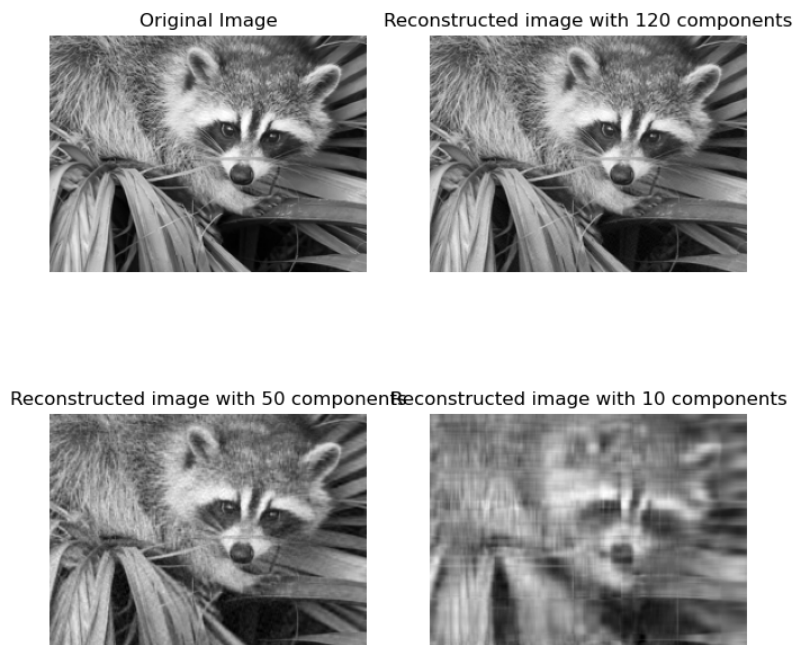 Original Image
Reconstructed image with 120 components
Reconstructed image with 50 components
Reconstructed image with 10 components